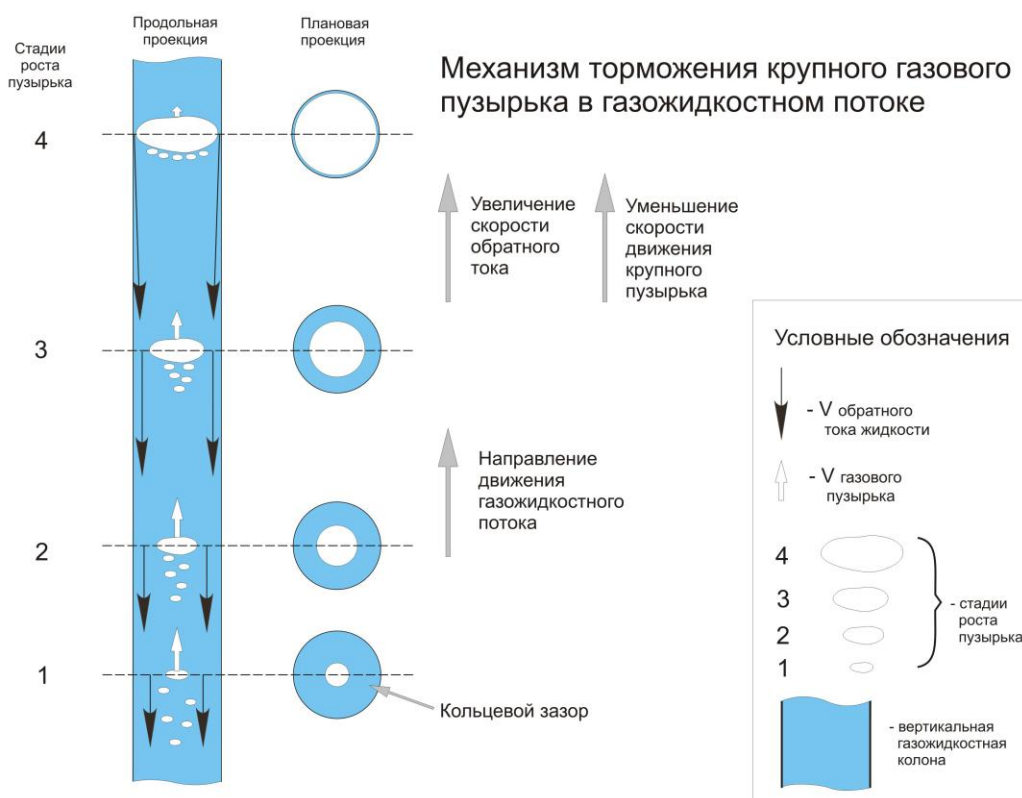 Стадии
роста
пузырька
Продольная
проекция
Плановая
проекция
Механизм торможения крупного газового
пузырька в газожидкостном потоке
4
Увеличение
скорости
обратного
тока
Уменьшение
скорости
движения
крупного
пузырька
3
Направление
движения
газожидкостного
потока
2
1
Кольцевой зазор
Условные обозначения
- V обратного
тока жидкости
- V газового
пузырька
4
3
2
1
- стадии
роста
пузырька
- вертикальная
газожидкостная
колона